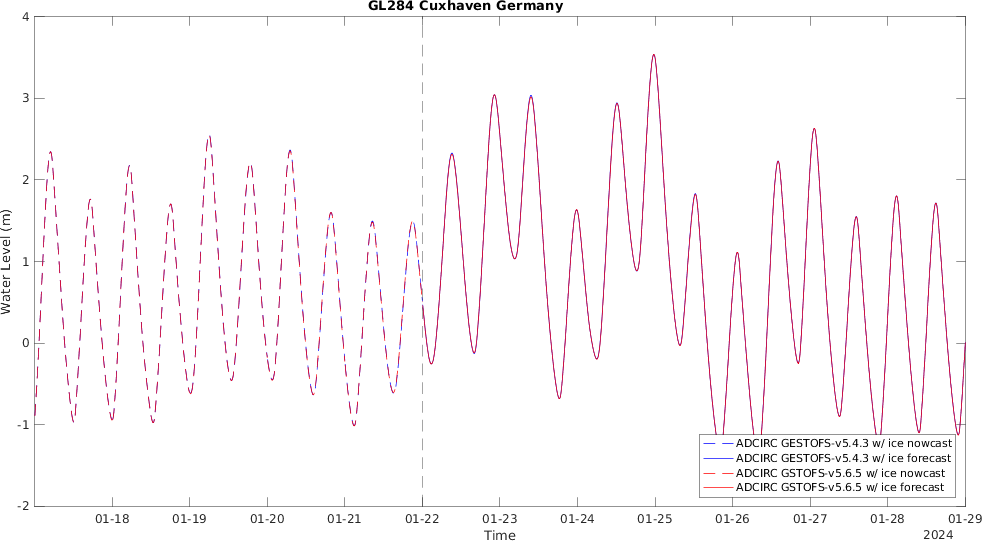 GL284 Cuxhaven Germany
4
3
2
1
0
-1
-2
Water Level (m)
ADCIRC GESTOFS-v5.4.3 w/ ice nowcast
ADCIRC GESTOFS-v5.4.3 w/ ice forecast
ADCIRC GSTOFS-v5.6.5 w/ ice nowcast
ADCIRC GSTOFS-v5.6.5 w/ ice forecast
01-18 01-19 01-20 01-21 01-22 01-23 01-24 01-25 01-26 01-27 01-28 01-29
Time
2024